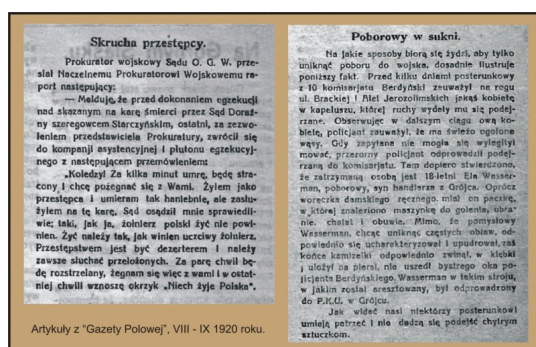 Skrucha przestępcy.
Prokurator wojskowy Sądu O. G. W. prze-
słał Naczelnemu Prokuratorowi Wojskowemu ra-
port następujący:
— Melduję, że przed dokonaniem egzekucji
nad skazanym na karę śmierci przez Sąd Doraź-
ny szeregowcem Starczyńskim, ostatni, za zezwo-
leniem przedstawiciela Prokuratury, zwrócił się
do kompanji asystencyjnej i plutonu egzekucyj-
nego z następującem przemówieniem:
„Koledzy! Za kilka minut umrę, będę stra-
cony i chcę pożegnać się z Wami. Żyłem jako
przestępca i umieram tak haniebnie, ale zasłu-
żyłem na tę karę. Sąd osądził mnie sprawiedli-
wie; taki, jak ja, żołnierz polski żyć nie powi-
nien. Żyć należy tak, jak winien uczciwy żołnierz.
Przestępstwem jest być dezerterem i należy
zawsze słuchać przełożonych. Za parę chwil bę-
dę rozstrzelany, żegnam się więc z wami i w ostat-
niej chwili wznoszę okrzyk „Niech żyje Polska".
Artykuły z "Gazety Polowej", VIII - IX 1920 roku.
Poborowy w sukni.
Na jakie sposoby biorą się żydzi, aby tylko
uniknąć poboru do wojska, dosadnie ilustruje
poniższy fakt. Przed kilku dniami posterunkowy
z 10 komisarjatu Berdyński zauważył na rogu
ul. Brackiej i Alei Jerozolimskich jakąś kobietę
w kapeluszu, której ruchy wydały mu się podej-
rzane. Obserwując w dalszym ciągu ową ko-
bietę, policjant zauważył, że ma świeżo ogolone
wąsy. Gdy zapytana nie mogła się wylegity-
mować, przezorny policjant odprowadził podej-
rzaną do komisarjatu. Tam dopiero stwierdzono,
że zatrzymaną osobą jest 18-letni Ela Wasser-
man, poborowy, syn handlarza z Grójca. Oprócz
woreczka damskiego ręcznego miał on paczkę,
w której znaleziono maszynkę do golenia, ubra-
nie, chałat i obuwie. Mimo, że pomysłowy
Wasserman, chcąc uniknąć częstych obław, od-
powiednio się ucharakteryzował i upudrował, zaś
końce kamizelki odpowiednio zwinął, w kłębki
i ułożył na piersi, nie uszedł bystrego oka po-
licjanta Berdyńskiego. Wasserman w takim stroju,
w jakim został aresztowany, był odprowadzony
do P.K.U. w Grójcu.
Jak widać nasi niektórzy posterunkowi
umieją patrzeć i nie dadzą się podejść chytrym
sztuczkom.